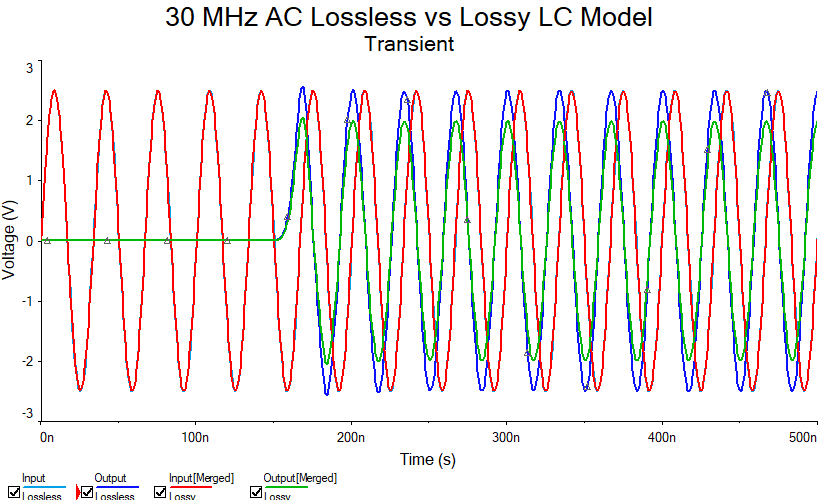 30 MHz AC Lossless vs Lossy LC Model
Transient
3
2
1
0
-1
-2
-3
Voltage (V)
0n 100n 200n 300n 400n 500n
Time (s)
Input Output Input[Merged] Output[Merged]
Lossless Lossless Lossy Lossy